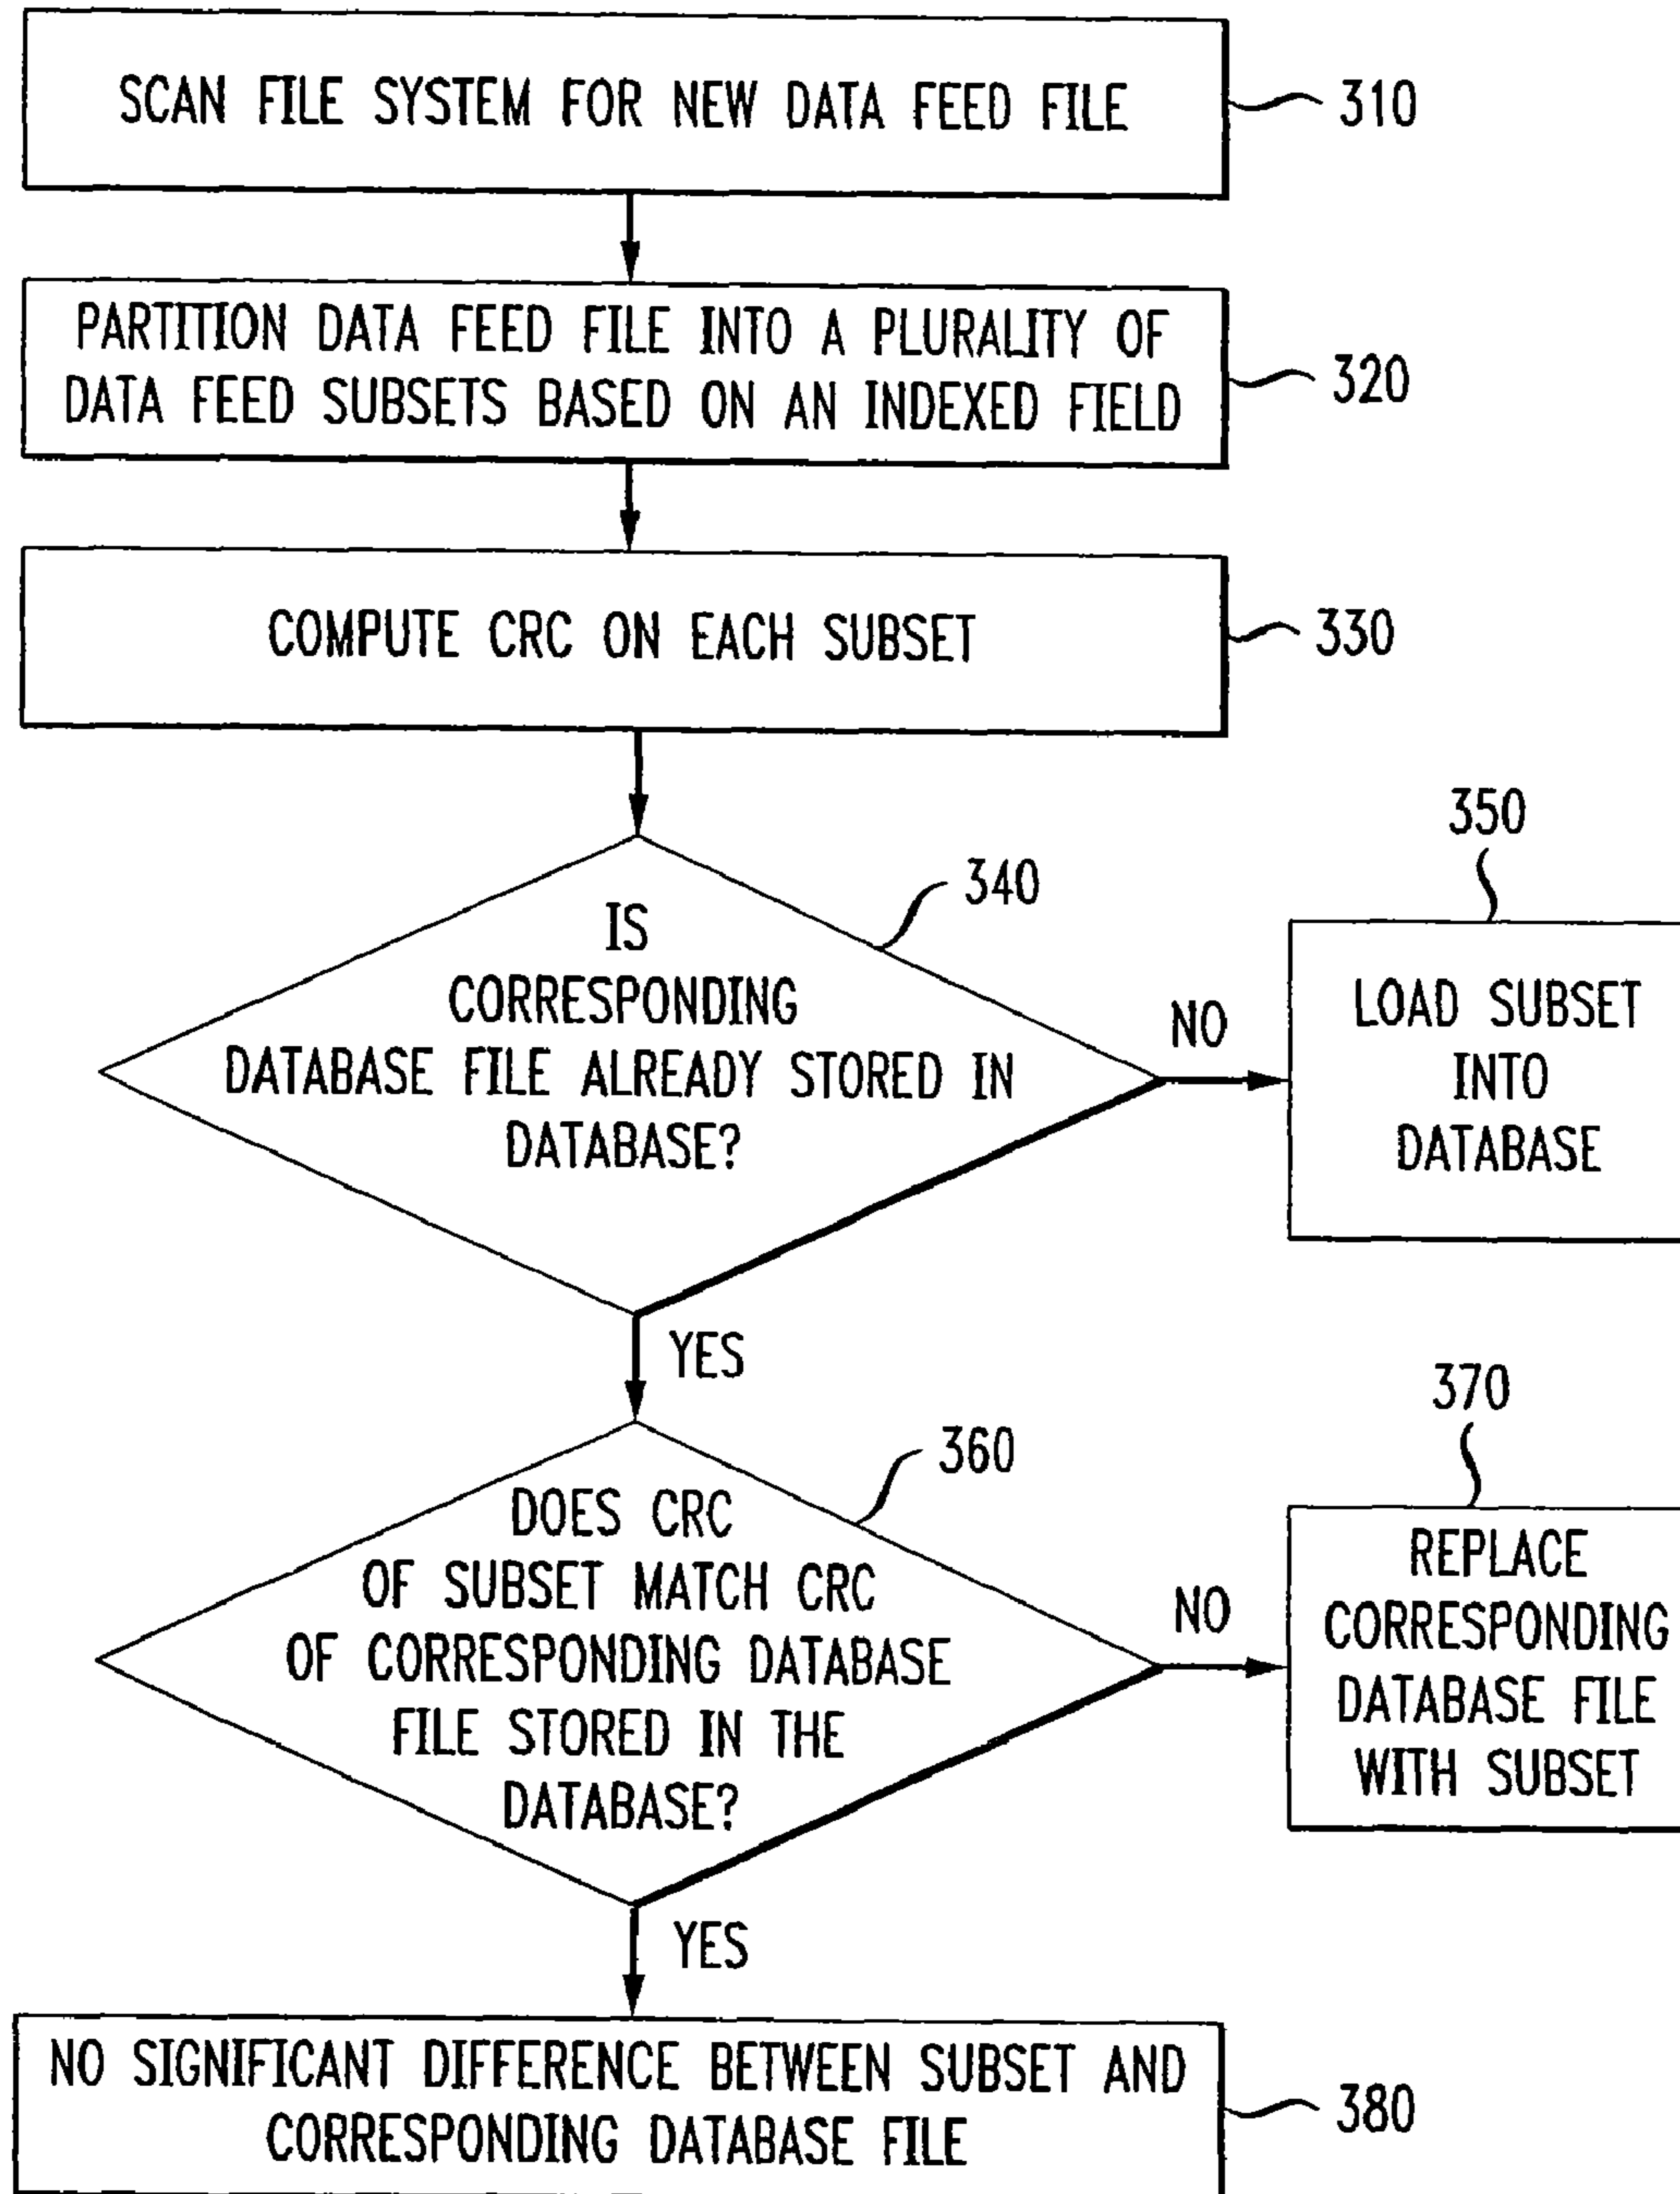 SCAN FILE SYSTEM FOR NEW DATA FEED FILE
310
PARTITION DATA FEED FILE INTO A PLURALITY OF
DATA FEED SUBSETS BASED ON AN INDEXED FIELD
320
COMPUTE CRC ON EACH SUBSET
330
340
IS
CORRESPONDING
DATABASE FILE ALREADY STORED IN
DATABASE?
NO
350
LOAD SUBSET
INTO
DATABASE
YES
360
DOES CRC
OF SUBSET MATCH CRC
OF CORRESPONDING DATABASE
FILE STORED IN THE
DATABASE?
NO
370
REPLACE
CORRESPONDING
DATABASE FILE
WITH SUBSET
YES
NO SIGNIFICANT DIFFERENCE BETWEEN SUBSET AND
CORRESPONDING DATABASE FILE
380